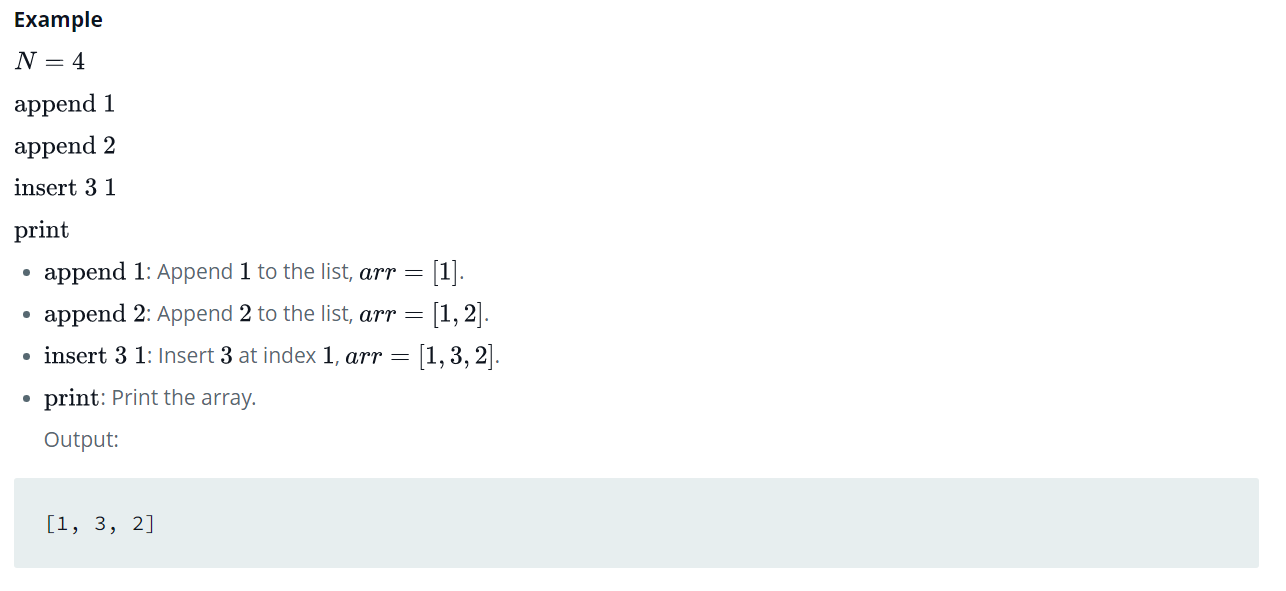 Example
N = 4
append 1
append 2
insert 3 1
print
• append 1: Append 1 to the list, arr = [1].
• append 2: Append 2 to the list, arr = [1, 2].
• insert 3 1: Insert 3 at index 1, arr = [1, 3, 2].
• print: Print the array.
Output:
[1, 3, 2]